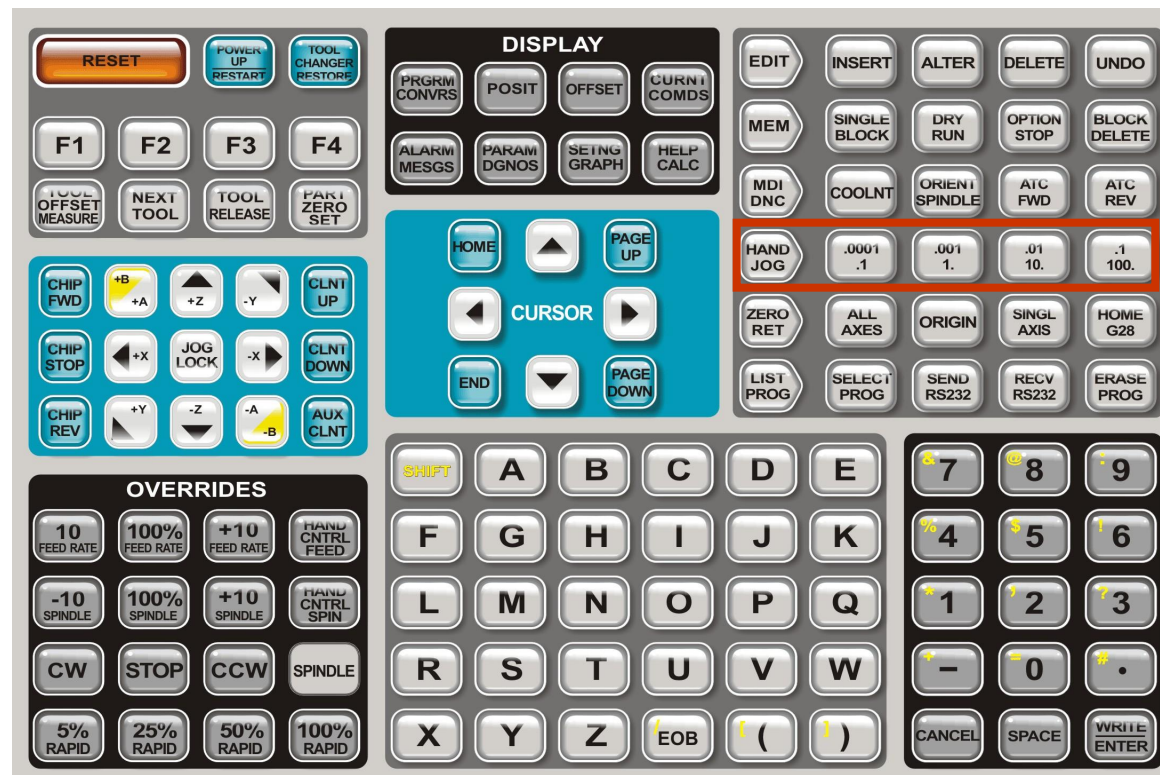 RESET
POWER
UP
RESTART
TOOL
CHANGER
RESTORE
F1 F2 F3 F4
TOOL
OFFSET
MEASURE
NEXT
TOOL
TOOL
RELEASE
PART
ZERO
SET
CHIP
FWD
+B
+A
+Z
-Y
CLNT
UP
CHIP
STOP
+X
JOG
LOCK
-X
CLNT
DOWN
CHIP
REV
+Y
-Z
-A
-B
AUX
CLNT
OVERRIDES
10
FEED RATE
100%
FEED RATE
+10
FEED RATE
HAND
CNTRL
FEED
-10
SPINDLE
100%
SPINDLE
+10
SPINDLE
HAND
CNTRL
SPIN
CW STOP CCW SPINDLE
5%
RAPID
25%
RAPID
50%
RAPID
100%
RAPID
DISPLAY
PRGRM
CONVRS
POSIT
OFFSET
CURNT
COMDS
ALARM
MESGS
PARAM
DGNOS
SETNG
GRAPH
HELP
CALC
HOME
PAGE
UP
CURSOR
END
PAGE
DOWN
EDIT INSERT ALTER DELETE UNDO
MEM
SINGLE
BLOCK
DRY
RUN
OPTION
STOP
BLOCK
DELETE
MDI
DNC
COOLNT
ORIENT
SPINDLE
ATC
FWD
ATC
REV
HAND
JOG
.0001
.1
.001
1.
.01
10.
.1
100.
ZERO
RET
ALL
AXES
ORIGIN
SINGL
AXIS
HOME
G28
LIST
PROG
SELECT
PROG
SEND
RS232
RECV
RS232
ERASE
PROG
SHIFT A B C D E
F G H I J K
L M N O P Q
R S T U V W
X Y Z / EOB [ ( ] )
& 7 @ 8 : 9
% 4 $ 5 ! 6
* 1 , 2 ? 3
+ - = 0 # .
CANCEL SPACE
WRITE
ENTER